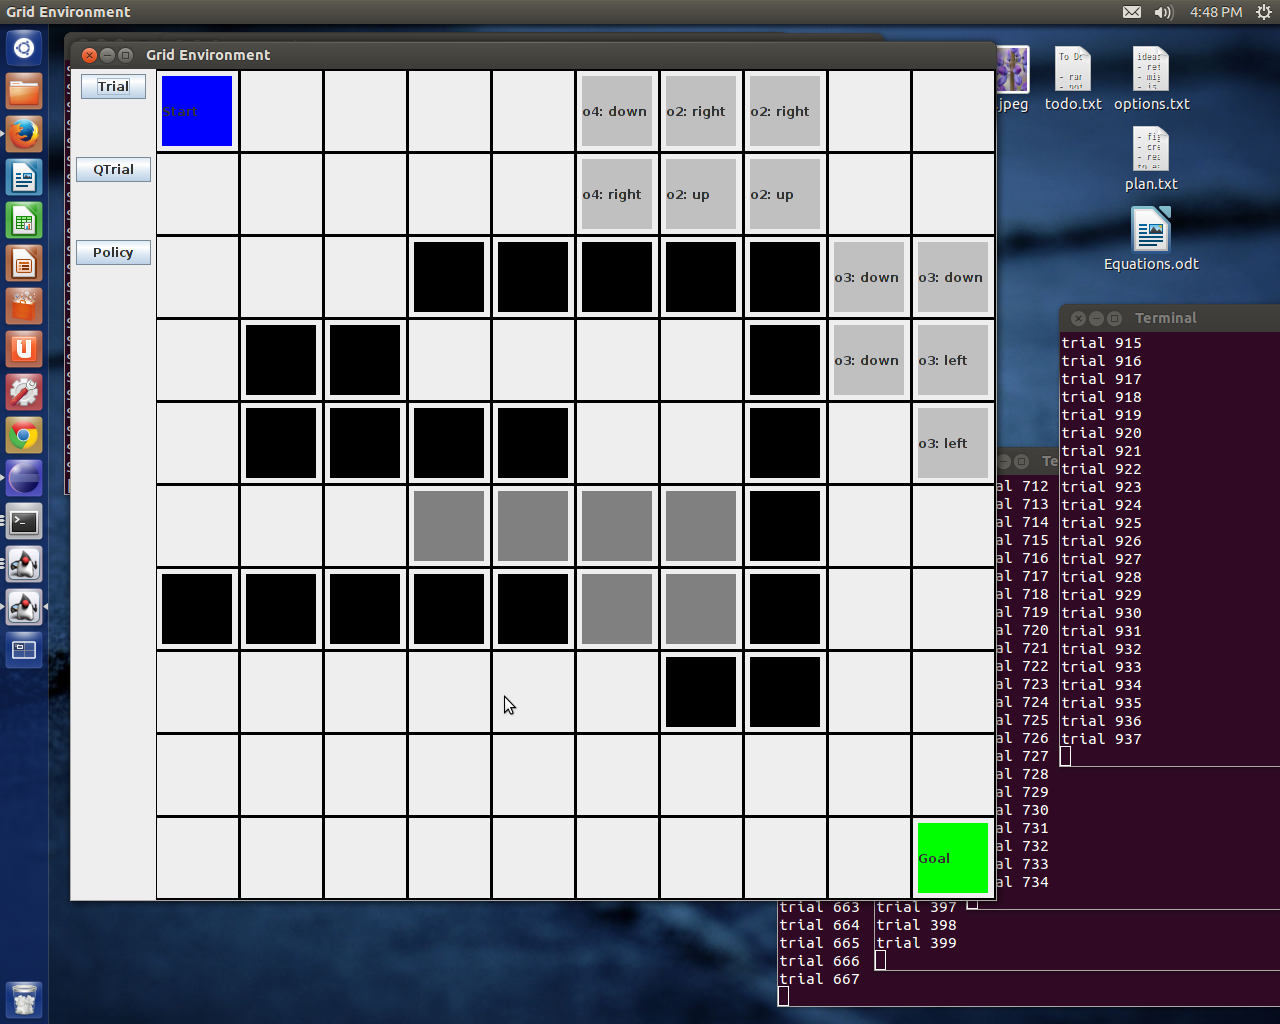 Grid Environment
4:48 PM
Grid Environment
Trial
QTrial
Policy
Start
o4: down
o2: right
o2: right
o4: right
o2: up
o2: up
o3: down
o3: down
o3: down
o3: left
o3: left
Goal
.jpeg
todo.txt
options.txt
plan.txt
Equations.odt
Terminal
trial 915
trial 916
trial 917
trial 918
trial 919
trial 920
trial 921
trial 922
trial 923
trial 924
trial 925
trial 926
trial 927
trial 928
trial 929
trial 930
trial 931
trial 932
trial 933
trial 934
trial 935
trial 936
trial 937
Te
al 712
al 713
al 714
al 715
al 716
al 717
al 718
al 719
al 720
al 721
al 722
al 723
al 724
al 725
al 726
al 727
al 728
al 729
al 730
al 731
al 732
al 733
al 734
trial 663
trial 664
trial 665
trial 666
trial 667
trial 397
trial 398
trial 399